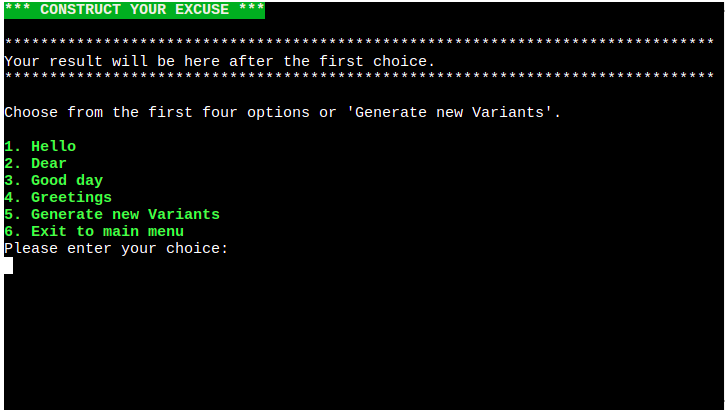 *** CONSTRUCT YOUR EXCUSE ***
*******************************************************************************
Your result will be here after the first choice.
*******************************************************************************
Choose from the first four options or 'Generate new Variants'.
1. Hello
2. Dear
3. Good day
4. Greetings
5. Generate new Variants
6. Exit to main menu
Please enter your choice: